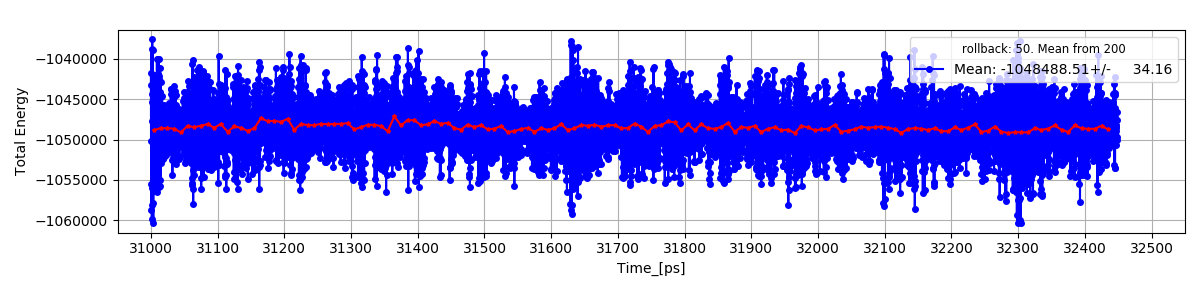 rollback: 50. Mean from 200
Mean: -1048488.51+/- 34.16
Total Energy
−1040000
−1045000
−1050000
−1055000
−1060000
31000 31100 31200 31300 31400 31500 31600 31700 31800 31900 32000 32100 32200 32300 32400 32500
Time_[ps]